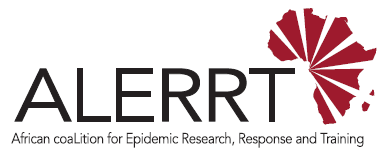 ALERRT
African coaLition for Epidemic Research, Response and Training